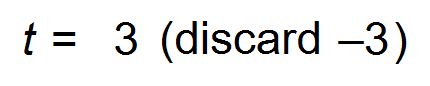 t = 3 (discard –3)